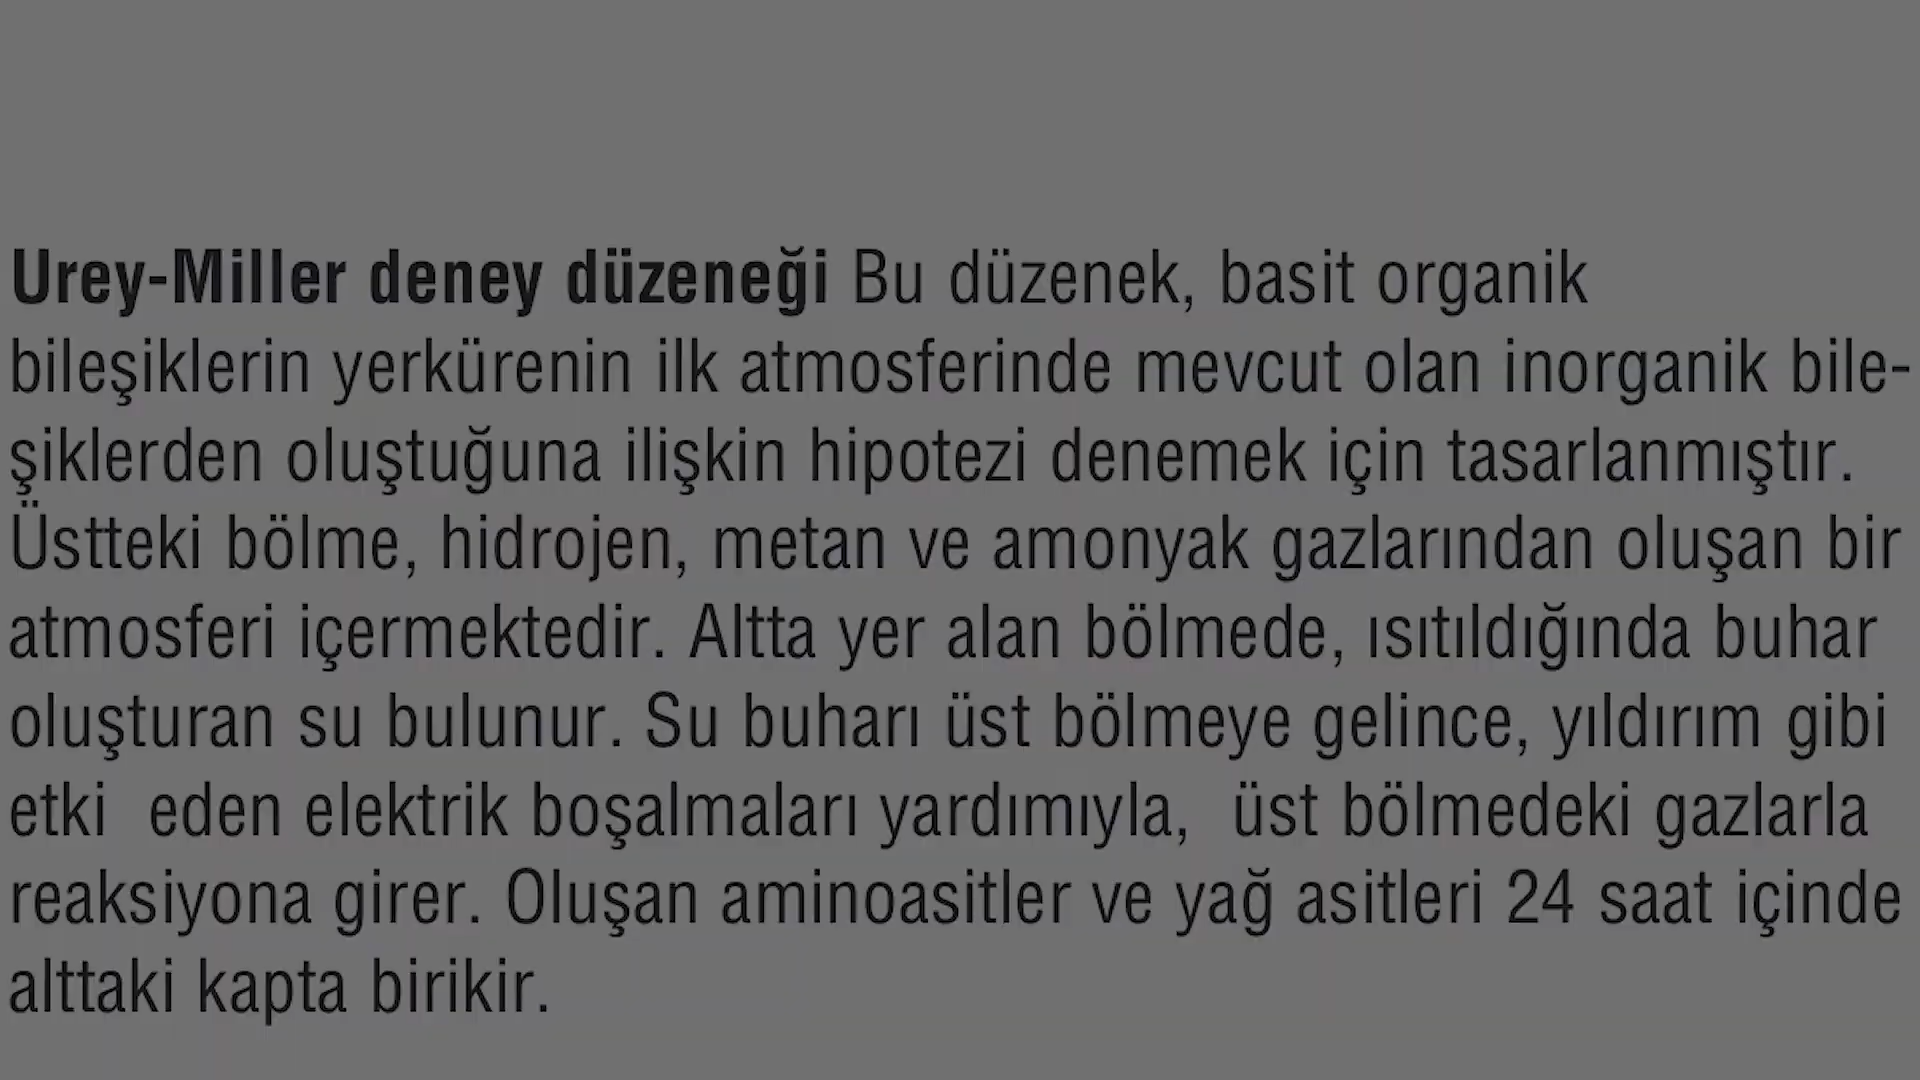 Urey-Miller deney düzeneği Bu düzenek, basit organik
bileşiklerin yerkürenin ilk atmosferinde mevcut olan inorganik bile-
şiklerden oluştuğuna ilişkin hipotezi denemek için tasarlanmıştır.
Üstteki bölme, hidrojen, metan ve amonyak gazlarından oluşan bir
atmosferi içermektedir. Altta yer alan bölmede, ısıtıldığında buhar
oluşturan su bulunur. Su buharı üst bölmeye gelince, yıldırım gibi
etki  eden elektrik boşalmaları yardımıyla,  üst bölmedeki gazlarla
reaksiyona girer. Oluşan aminoasitler ve yağ asitleri 24 saat içinde
alttaki kapta birikir.